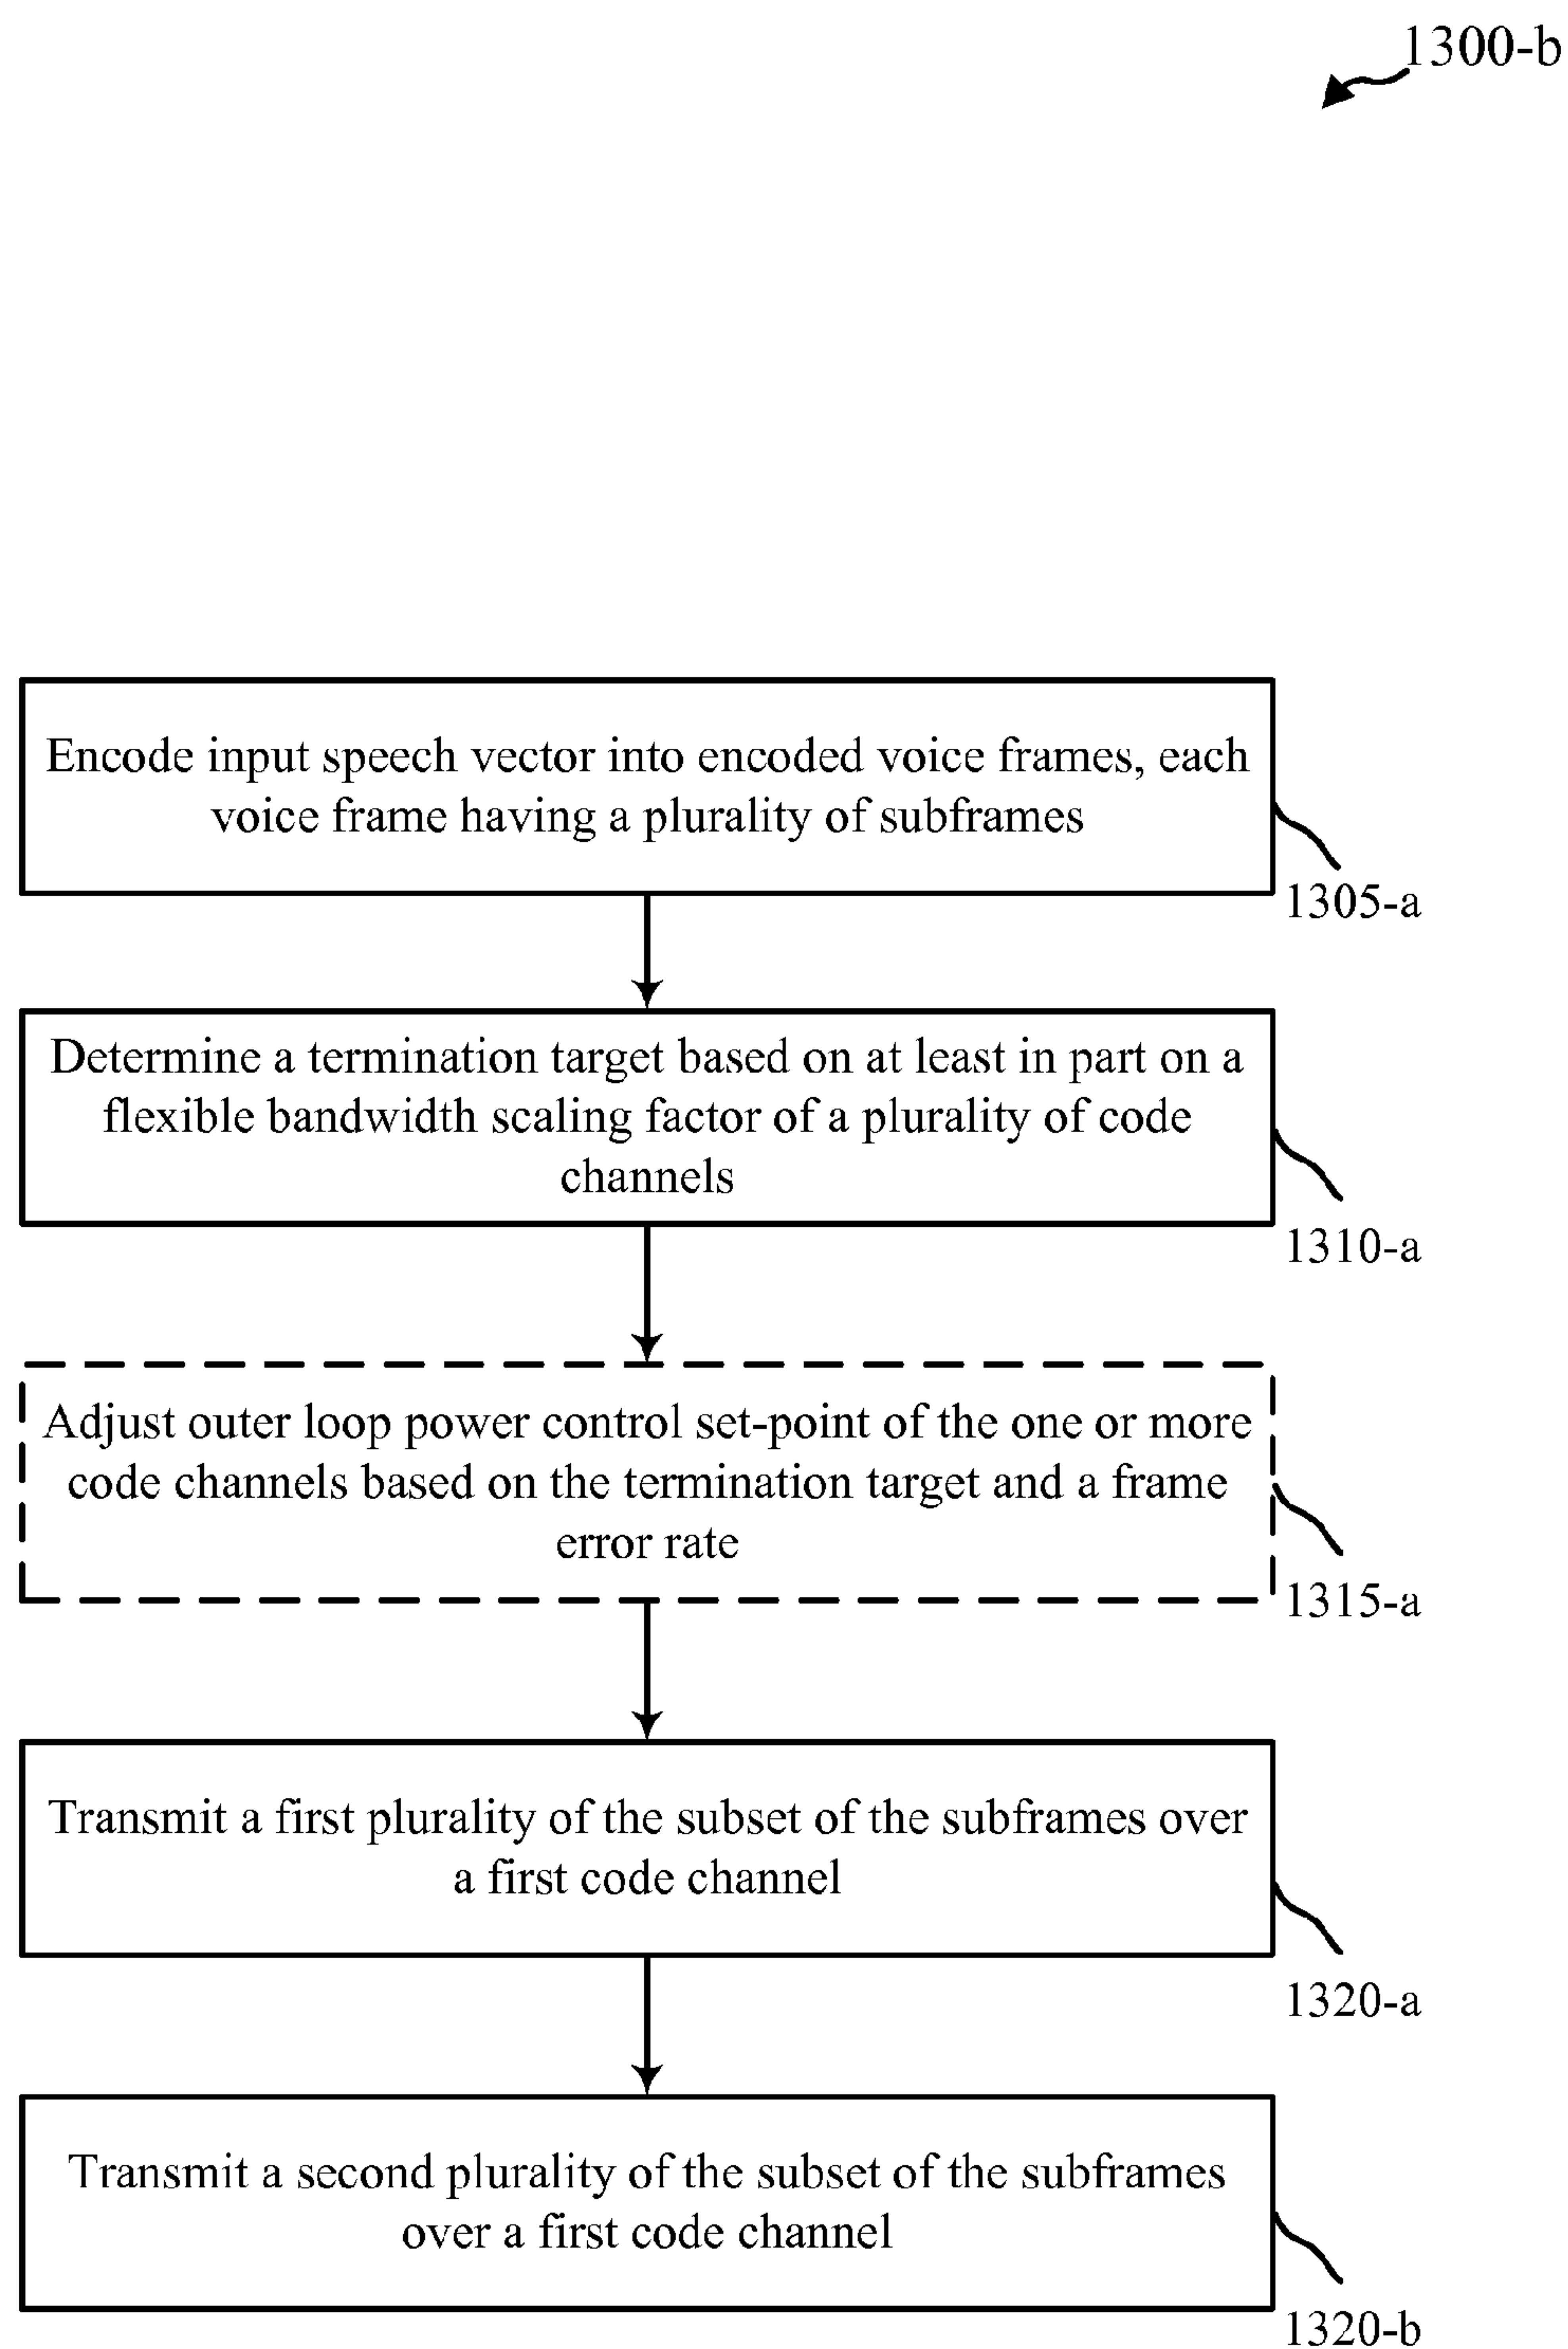 1300-b
Encode input speech vector into encoded voice frames, each
voice frame having a plurality of subframes
1305-a
Determine a termination target based on at least in part on a
flexible bandwidth scaling factor of a plurality of code
channels
1310-a
Adjust outer loop power control set-point of the one or more
code channels based on the termination target and a frame
error rate
1315-a
Transmit a first plurality of the subset of the subframes over
a first code channel
1320-a
Transmit a second plurality of the subset of the subframes
over a first code channel
1320-b